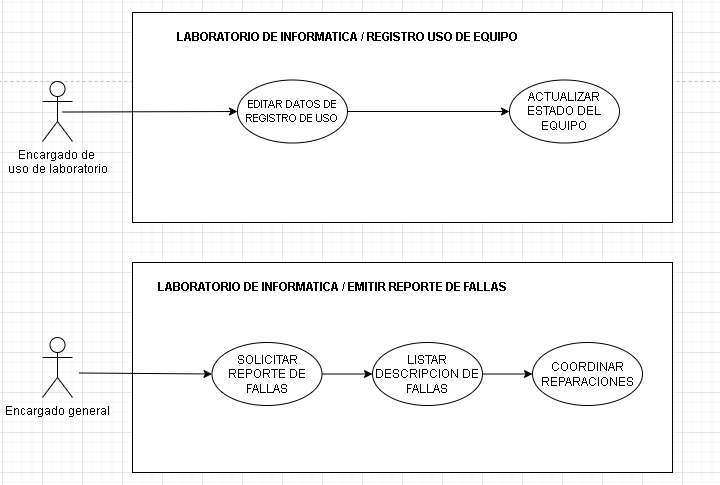 LABORATORIO DE INFORMATICA / REGISTRO USO DE EQUIPO
EDITAR DATOS DE
REGISTRO DE USO
ACTUALIZAR
ESTADO DEL
EQUIPO
Encargado de
uso de laboratorio
LABORATORIO DE INFORMATICA / EMITIR REPORTE DE FALLAS
SOLICITAR
REPORTE DE
FALLAS
LISTAR
DESCRIPCION DE
FALLAS
COORDINAR
REPARACIONES
Encargado general